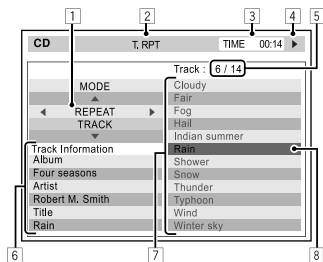 1 2 3 4 5
CD T. RPT TIME 00:14
Track : 6 / 14
MODE
REPEAT
TRACK
Track Information
Album
Four seasons
Artist
Robert M. Smith
Title
Rain
Cloudy
Fair
Fog
Hail
Indian summer
Rain
Shower
Snow
Thunder
Typhoon
Wind
Winter sky
6 7 8